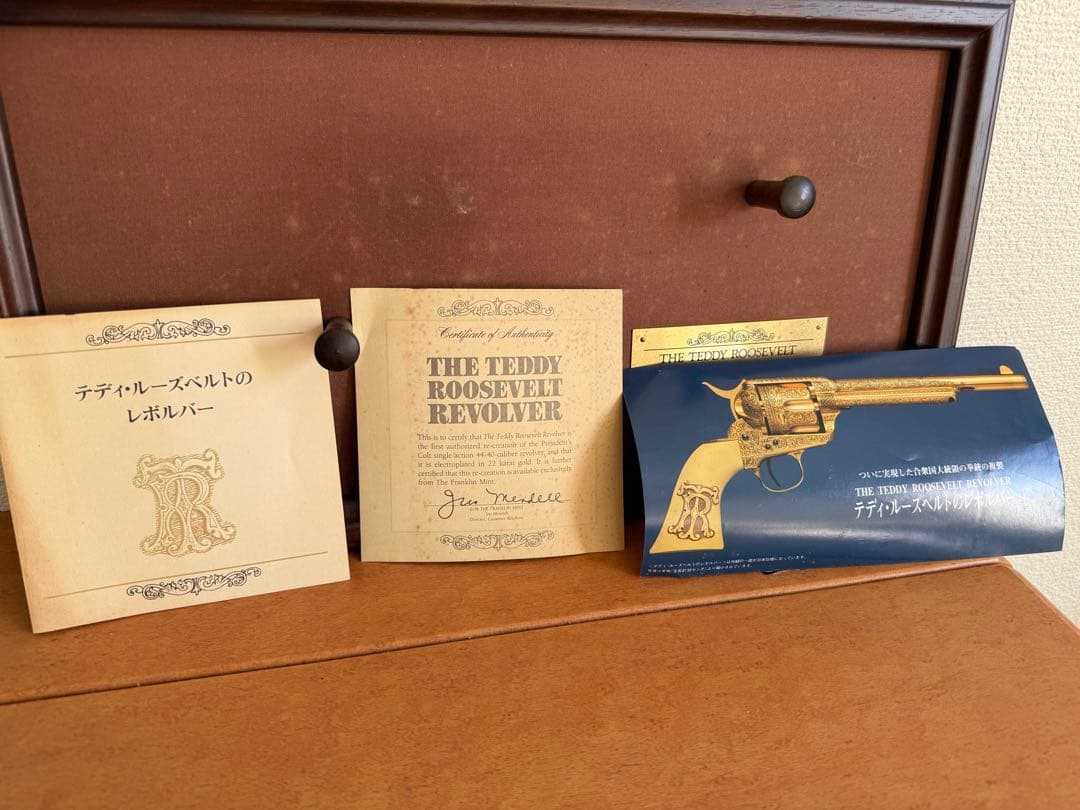 テディ・ルーズベルトの
レボルバー
TR
Certificate of Authenticity
THE TEDDY
ROOSEVELT
REVOLVER
This is to certify that The Teddy Roosevelt Revolver is
the first authorized re-creation of the President's
Colt single-action 44-40 caliber revolver, and that
it is electroplated in 22 karat gold. It is further
certified that this re-creation is available exclusively
from The Franklin Mint.
FOR THE FRANKLIN MINT
Director, Customer Relations
THE TEDDY ROOSEVELT
ついに実現した合衆国大統領の拳銃の複製
THE TEDDY ROOSEVELT REVOLVER
テディ・ルーズベルトのレボルバー
TR